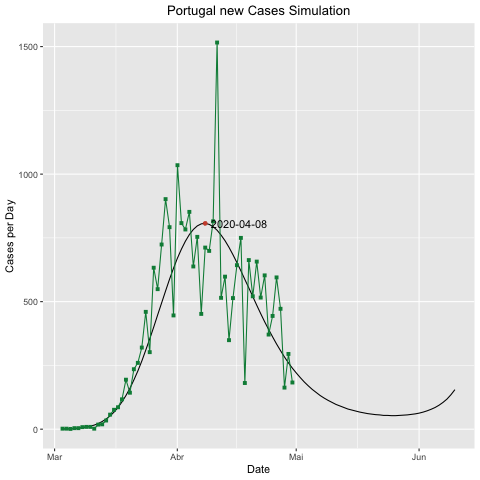 Portugal new Cases Simulation
1500
1000
500
0
Cases per Day
2020-04-08
Mar
Abr
Mai
Jun
Date